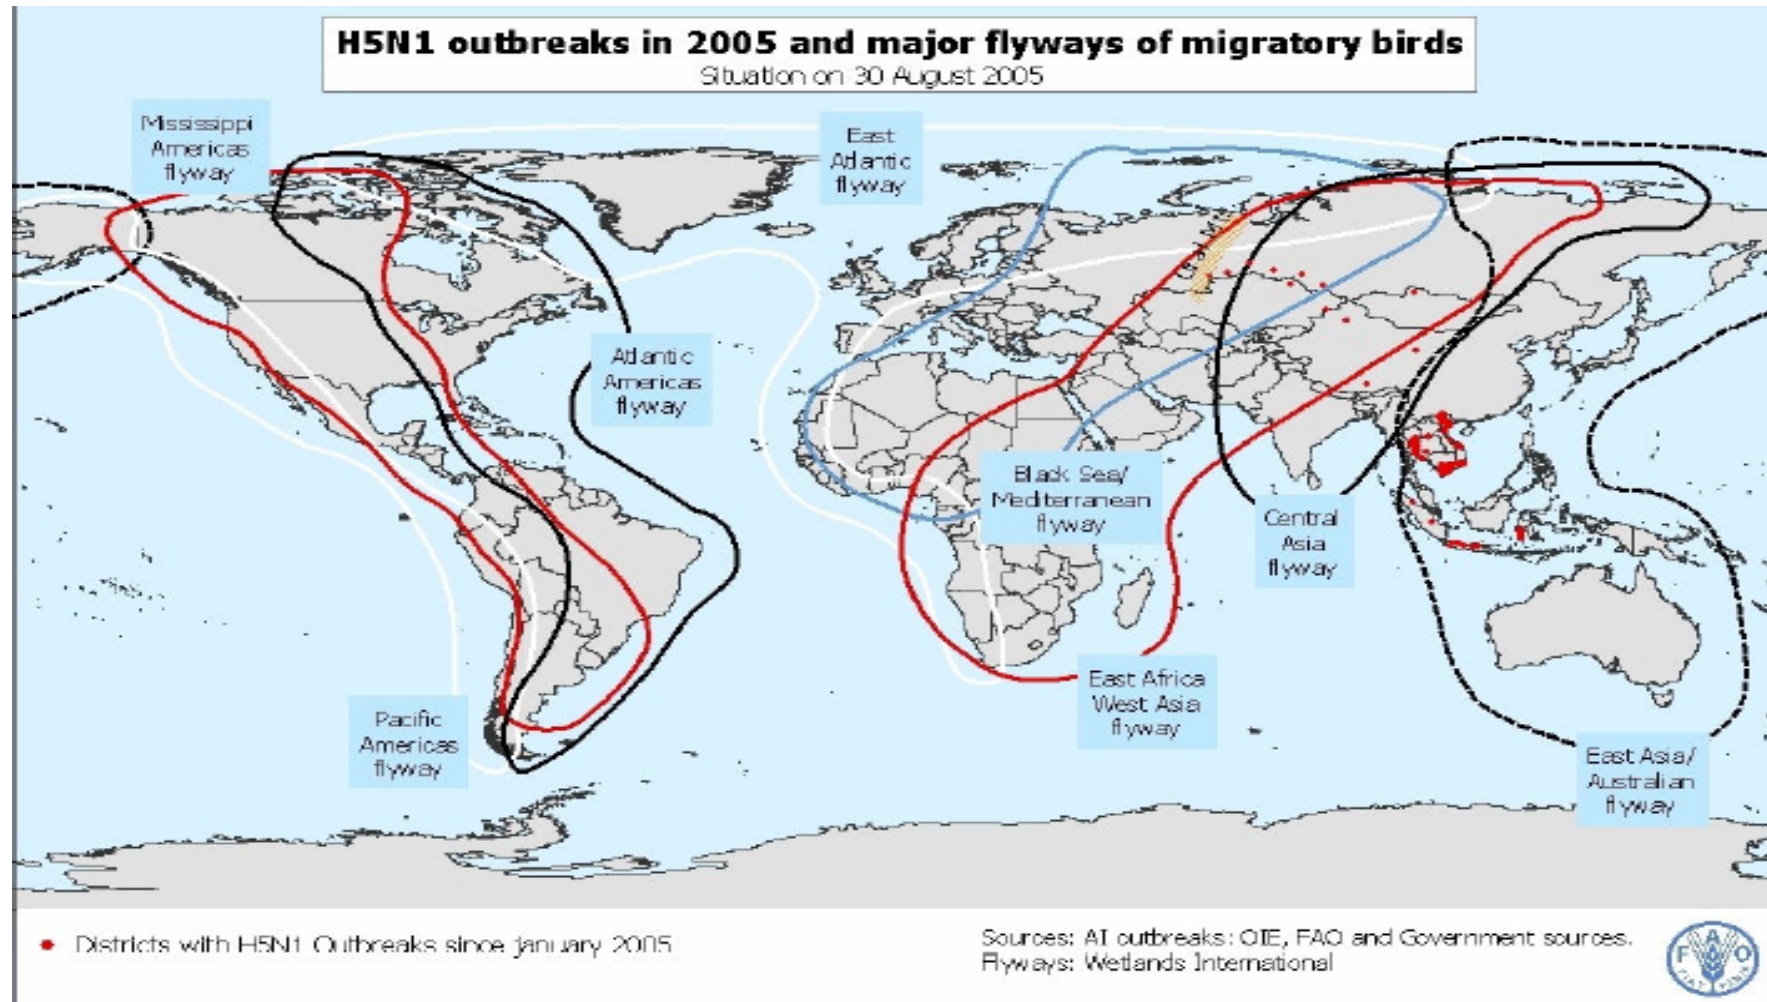 H5N1 outbreaks in 2005 and major flyways of migratory birds
Situation on 30 August 2005
Mississippi
Americas
flyway
East
Atlantic
flyway
Atlantic
Americas
flyway
Black Sea/
Mediterranean
flyway
Central
Asia
flyway
East Africa
West Asia
flyway
Pacific
Americas
flyway
East Asia/
Australian
flyway
Districts with H5N1 Outbreaks since january 2005
Sources: AI outbreaks: OIE, FAO and Government sources.
Flyways: Wetlands International
F A O
FIAT PANIS